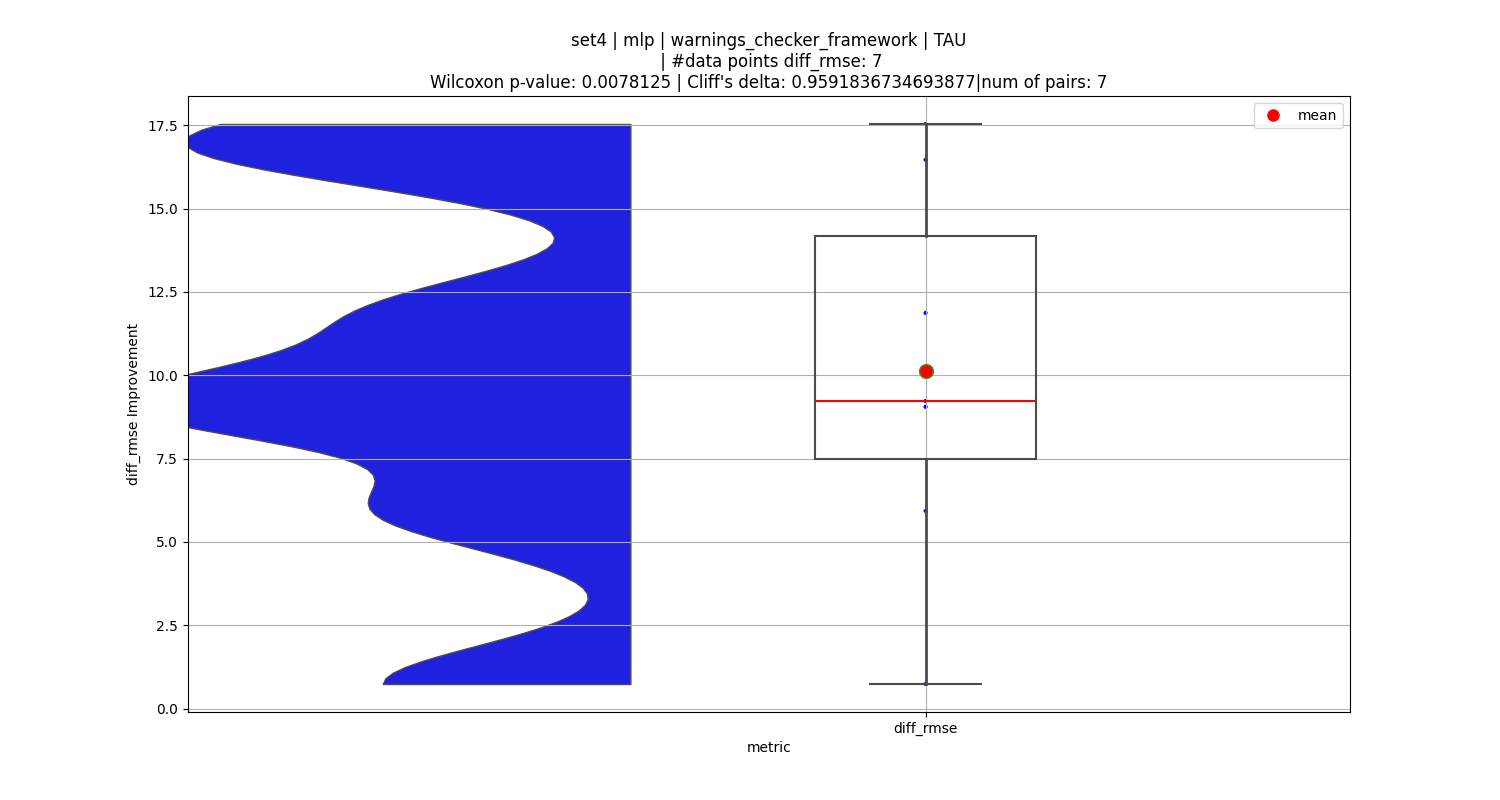 set4 | mlp | warnings_checker_framework | TAU
| #data points diff_rmse: 7
Wilcoxon p-value: 0.0078125 | Cliff's delta: 0.9591836734693877|num of pairs: 7
mean
17.5
15.0
12.5
10.0
7.5
5.0
2.5
0.0
diff_rmse Improvement
diff_rmse
metric